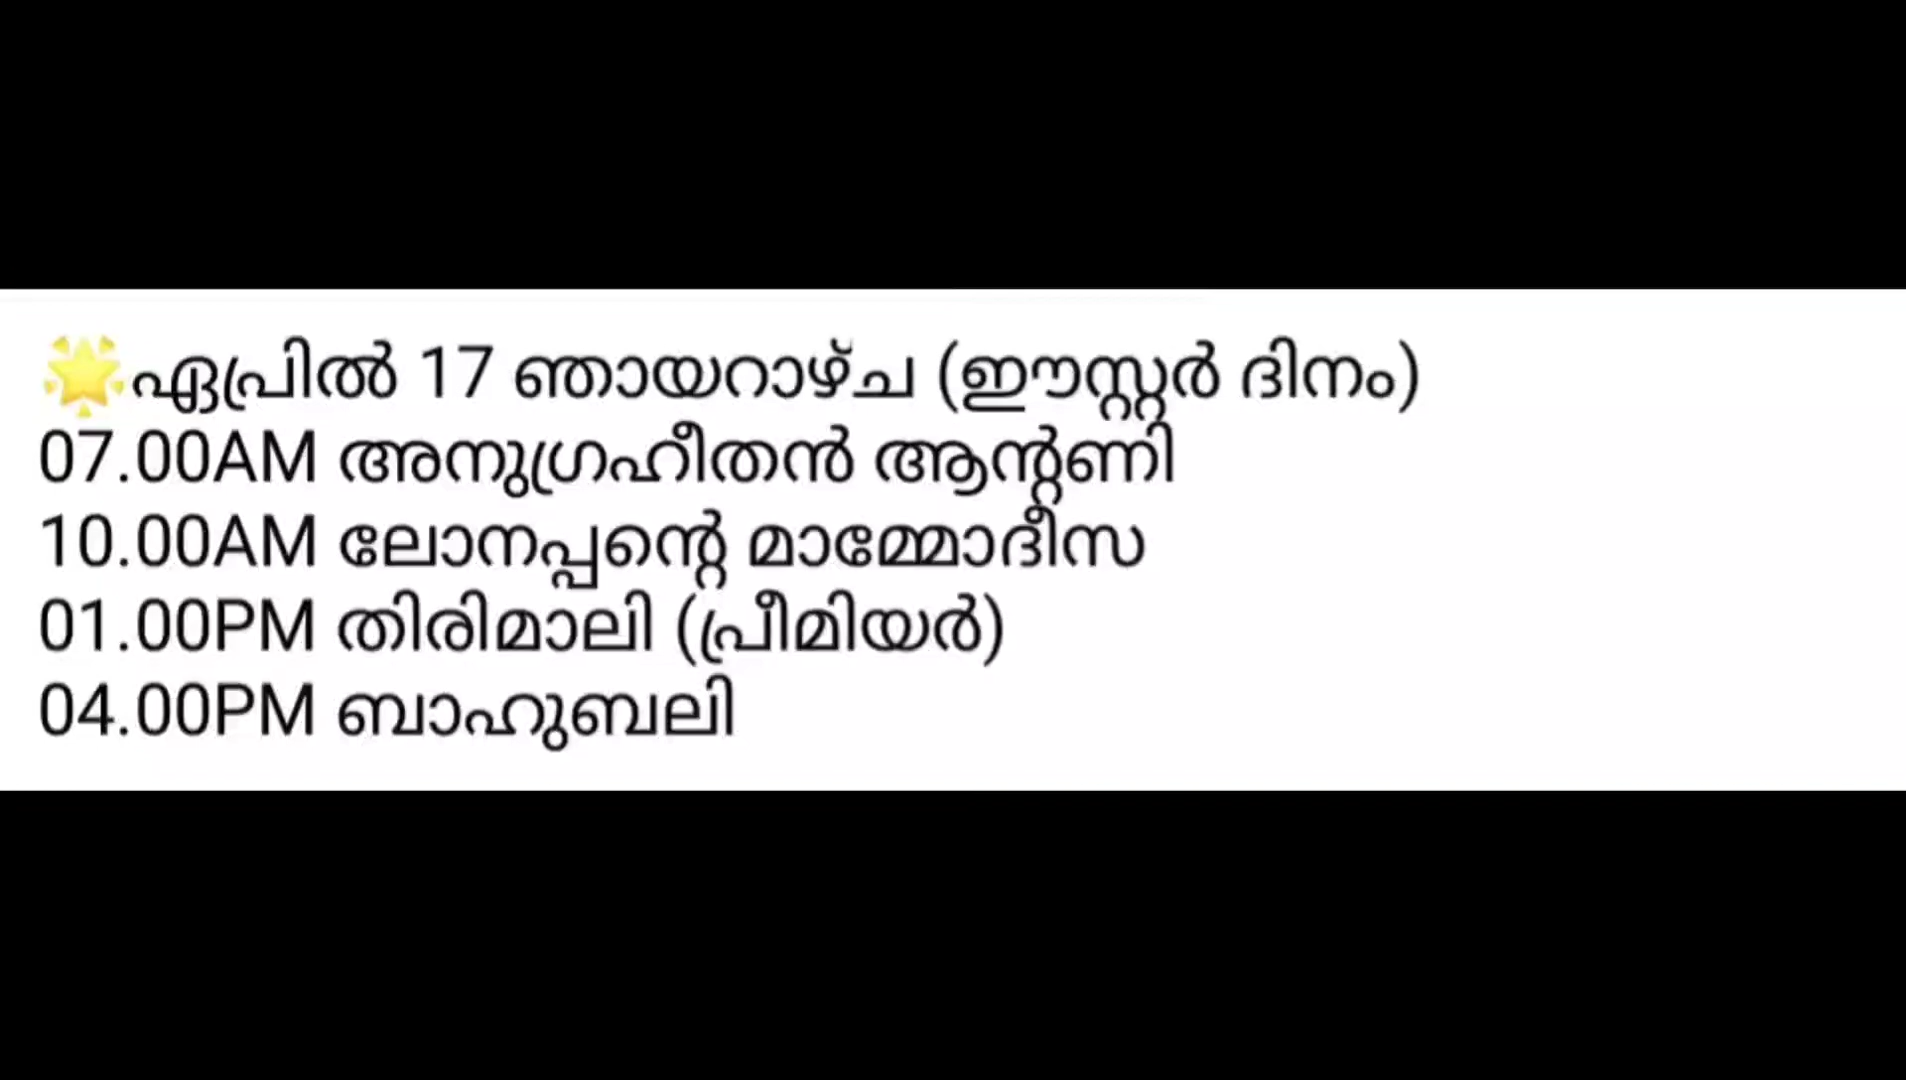 🌟ഏപ്രിൽ 17 ഞായറാഴ്ച (ഈസ്റ്റർ ദിനം)
07.00AM അനുഗ്രഹീതൻ ആന്റണി
10.00AM ലോനപ്പന്റെ മാമ്മോദീസ
01.00PM തിരിമാലി (പ്രീമിയർ)
04.00PM ബാഹുബലി